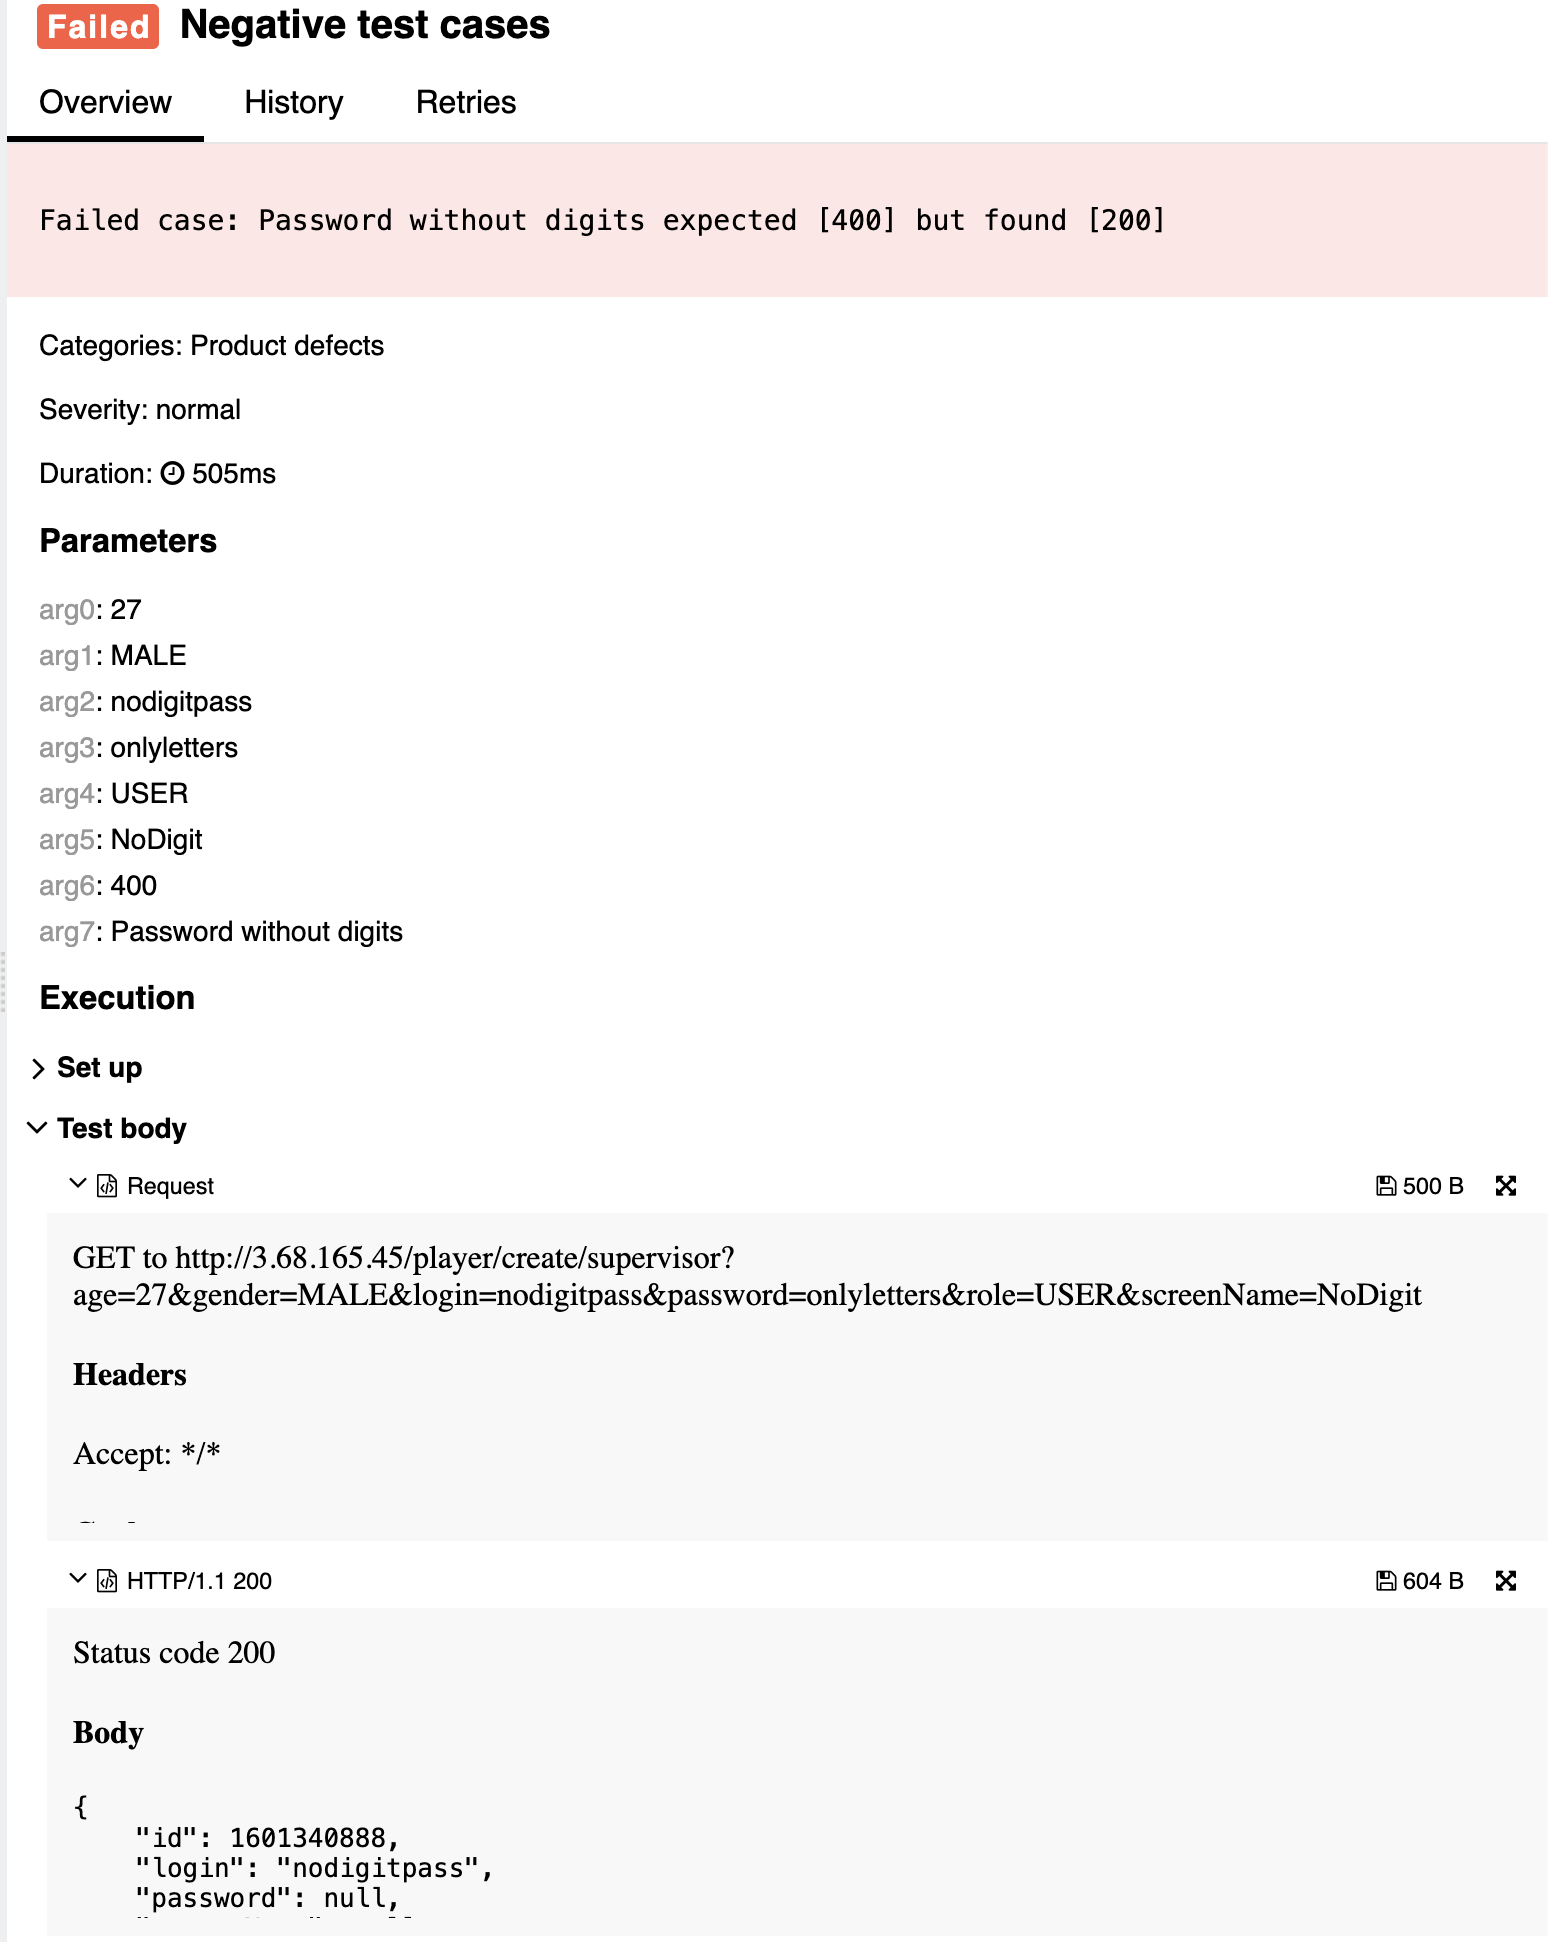 Failed Negative test cases
Overview History Retries
Failed case: Password without digits expected [400] but found [200]
Categories: Product defects
Severity: normal
Duration: 505ms
Parameters
arg0: 27
arg1: MALE
arg2: nodigitpass
arg3: onlyletters
arg4: USER
arg5: NoDigit
arg6: 400
arg7: Password without digits
Execution
Set up
Test body
Request 500 B
GET to http://3.68.165.45/player/create/supervisor?
age=27&gender=MALE&login=nodigitpass&password=onlyletters&role=USER&screenName=NoDigit
Headers
Accept: */*
HTTP/1.1 200 604 B
Status code 200
Body
{
"id": 1601340888,
"login": "nodigitpass",
"password": null,